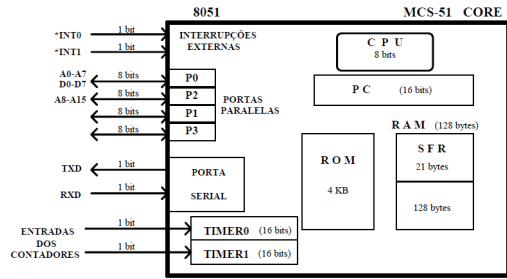 8051
MCS-51 CORE
*INT0
1 bit
*INT1
1 bit
INTERRUPÇÕES
EXTERNAS
C P U
8 bits
A0-A7
D0-D7
8 bits
P0
A8-A15
8 bits
P2
8 bits
P1
8 bits
P3
PORTAS
PARALELAS
P C (16 bits)
R A M (128 bytes)
R O M
4 KB
S F R
21 bytes
128 bytes
TXD
1 bit
RXD
1 bit
PORTA
SERIAL
ENTRADAS
DOS
CONTADORES
1 bit
1 bit
TIMER0 (16 bits)
TIMER1 (16 bits)